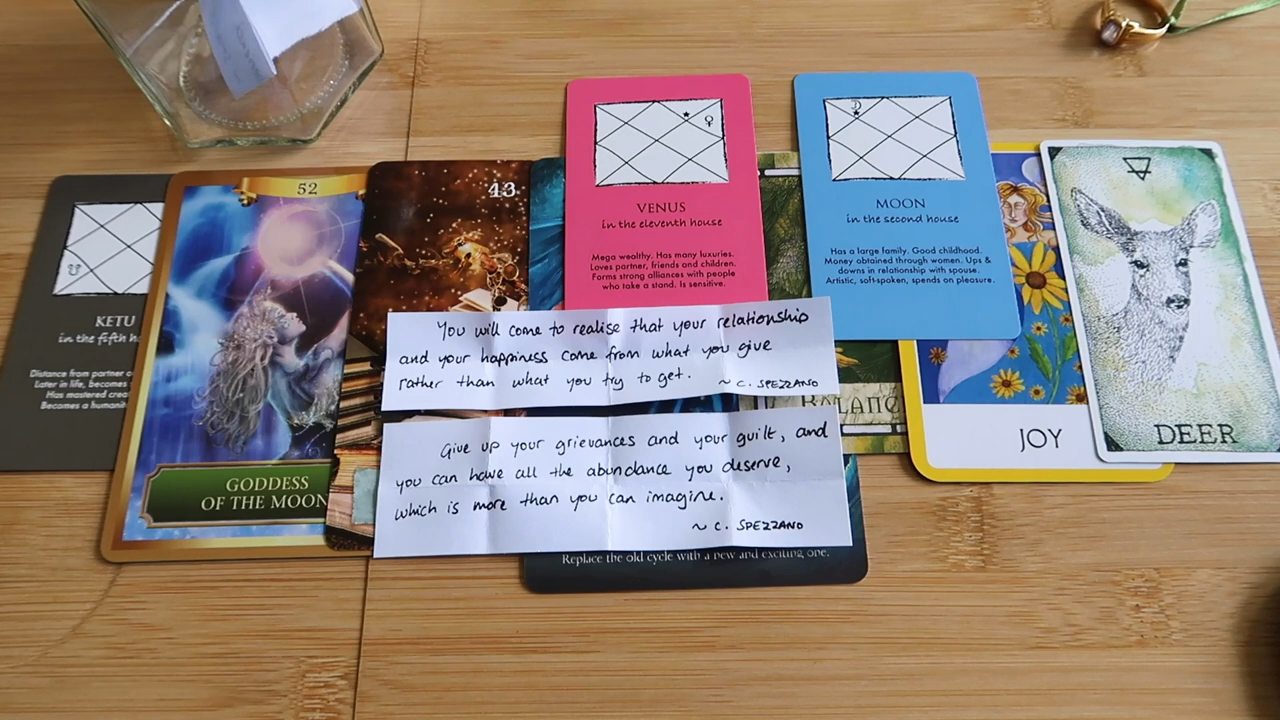 52
43
VENUS
in the eleventh house
Mega wealthy. Has many luxuries.
Loves partner, friends and children.
Forms strong alliances with people
who take a stand. Is sensitive.
MOON
in the second house
Has a large family. Good childhood.
Money obtained through women. Ups &
downs in relationship with spouse.
Artistic, soft-spoken, spends on pleasure.
KETU
in the fifth h
Distance from partner o
Later in life, becomes
Has mastered crea
Becomes a humanit
GODDESS
OF THE MOON
You will come to realise that your relationship
and your happiness come from what you give
rather than what you try to get. ~ C. SPEZZANO
Give up your grievances and your guilt, and
you can have all the abundance you deserve,
which is more than you can imagine.
~ C. SPEZZANO
BALANC
Replace the old cycle with a new and exciting one.
JOY
DEER